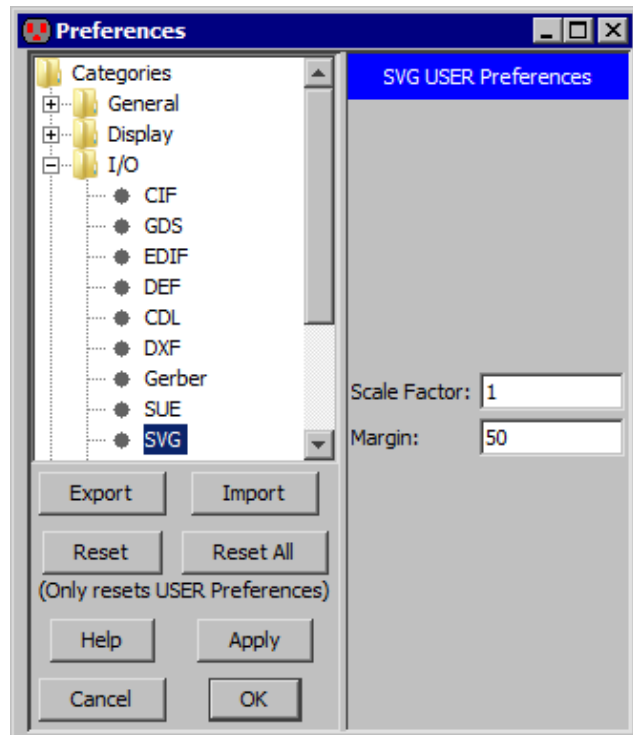 Preferences
Categories
General
Display
I/O
CIF
GDS
EDIF
DEF
CDL
DXF
Gerber
SUE
SVG
Export Import
Reset Reset All
(Only resets USER Preferences)
Help Apply
Cancel OK
SVG USER Preferences
Scale Factor: 1
Margin: 50